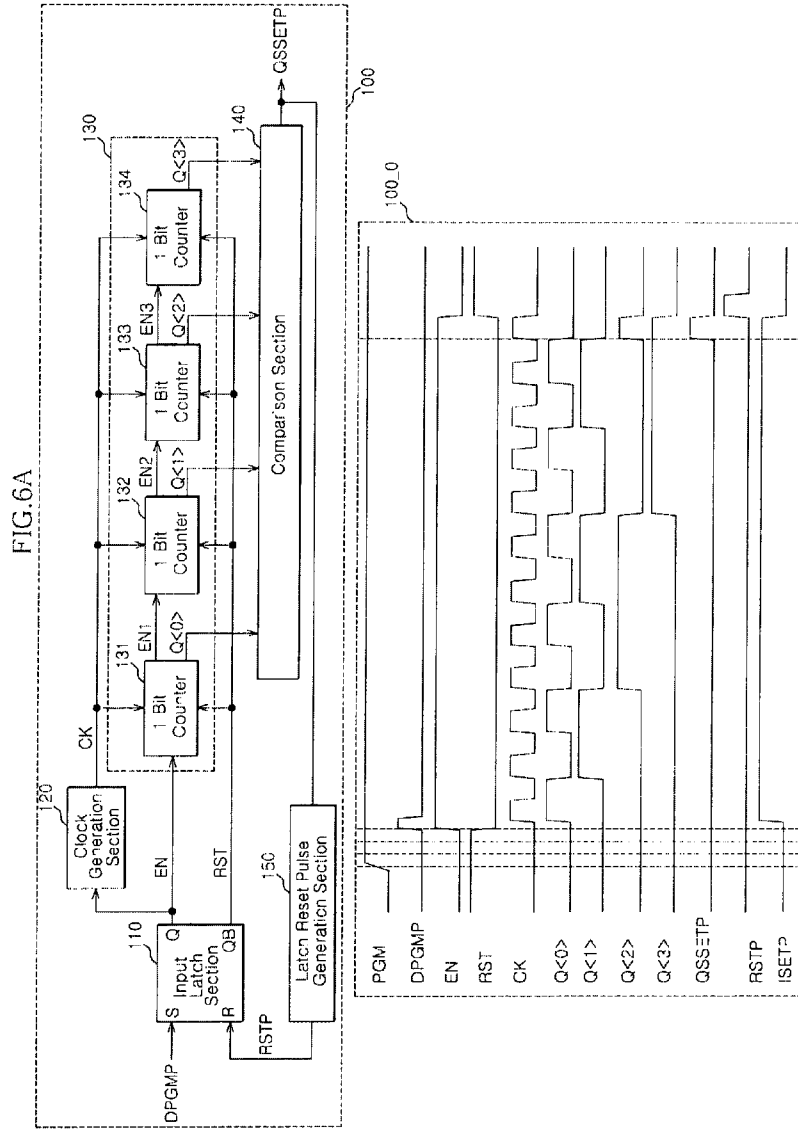 FIG.6A
100
110
Input
Latch
Section
S
Q
R
QB
DPGMP
RSTP
EN
RST
120
Clock
Generation
Section
CK
130
131
1 Bit
Counter
EN1
Q<0>
132
1 Bit
Counter
EN2
Q<1>
133
1 Bit
Counter
EN3
Q<2>
134
1 Bit
Counter
Q<3>
140
Comparison Section
QSSETP
150
Latch Reset Pulse
Generation Section
100_0
PGM
DPGMP
EN
RST
CK
Q<0>
Q<1>
Q<2>
Q<3>
QSSETP
RSTP
ISETP